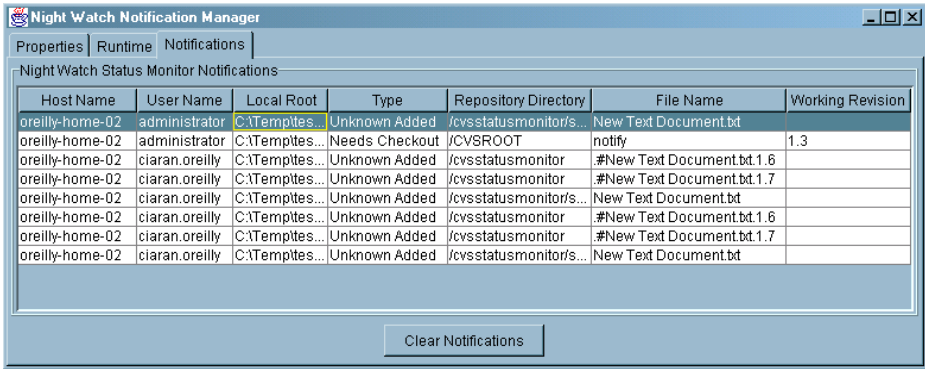 Night Watch Notification Manager
Properties Runtime Notifications
Night Watch Status Monitor Notifications
Host Name User Name Local Root Type Repository Directory File Name Working Revision
oreilly-home-02 administrator C:\Temp\tes... Unknown Added /cvsstatusmonitor/s... New Text Document.txt
oreilly-home-02 administrator C:\Temp\tes... Needs Checkout /CVSROOT notify 1.3
oreilly-home-02 ciaran.oreilly C:\Temp\tes... Unknown Added /cvsstatusmonitor .#New Text Document.txt.1.6
oreilly-home-02 ciaran.oreilly C:\Temp\tes... Unknown Added /cvsstatusmonitor .#New Text Document.txt.1.7
oreilly-home-02 ciaran.oreilly C:\Temp\tes... Unknown Added /cvsstatusmonitor/s... New Text Document.txt
oreilly-home-02 ciaran.oreilly C:\Temp\tes... Unknown Added /cvsstatusmonitor .#New Text Document.txt.1.6
oreilly-home-02 ciaran.oreilly C:\Temp\tes... Unknown Added /cvsstatusmonitor .#New Text Document.txt.1.7
oreilly-home-02 ciaran.oreilly C:\Temp\tes... Unknown Added /cvsstatusmonitor/s... New Text Document.txt
Clear Notifications